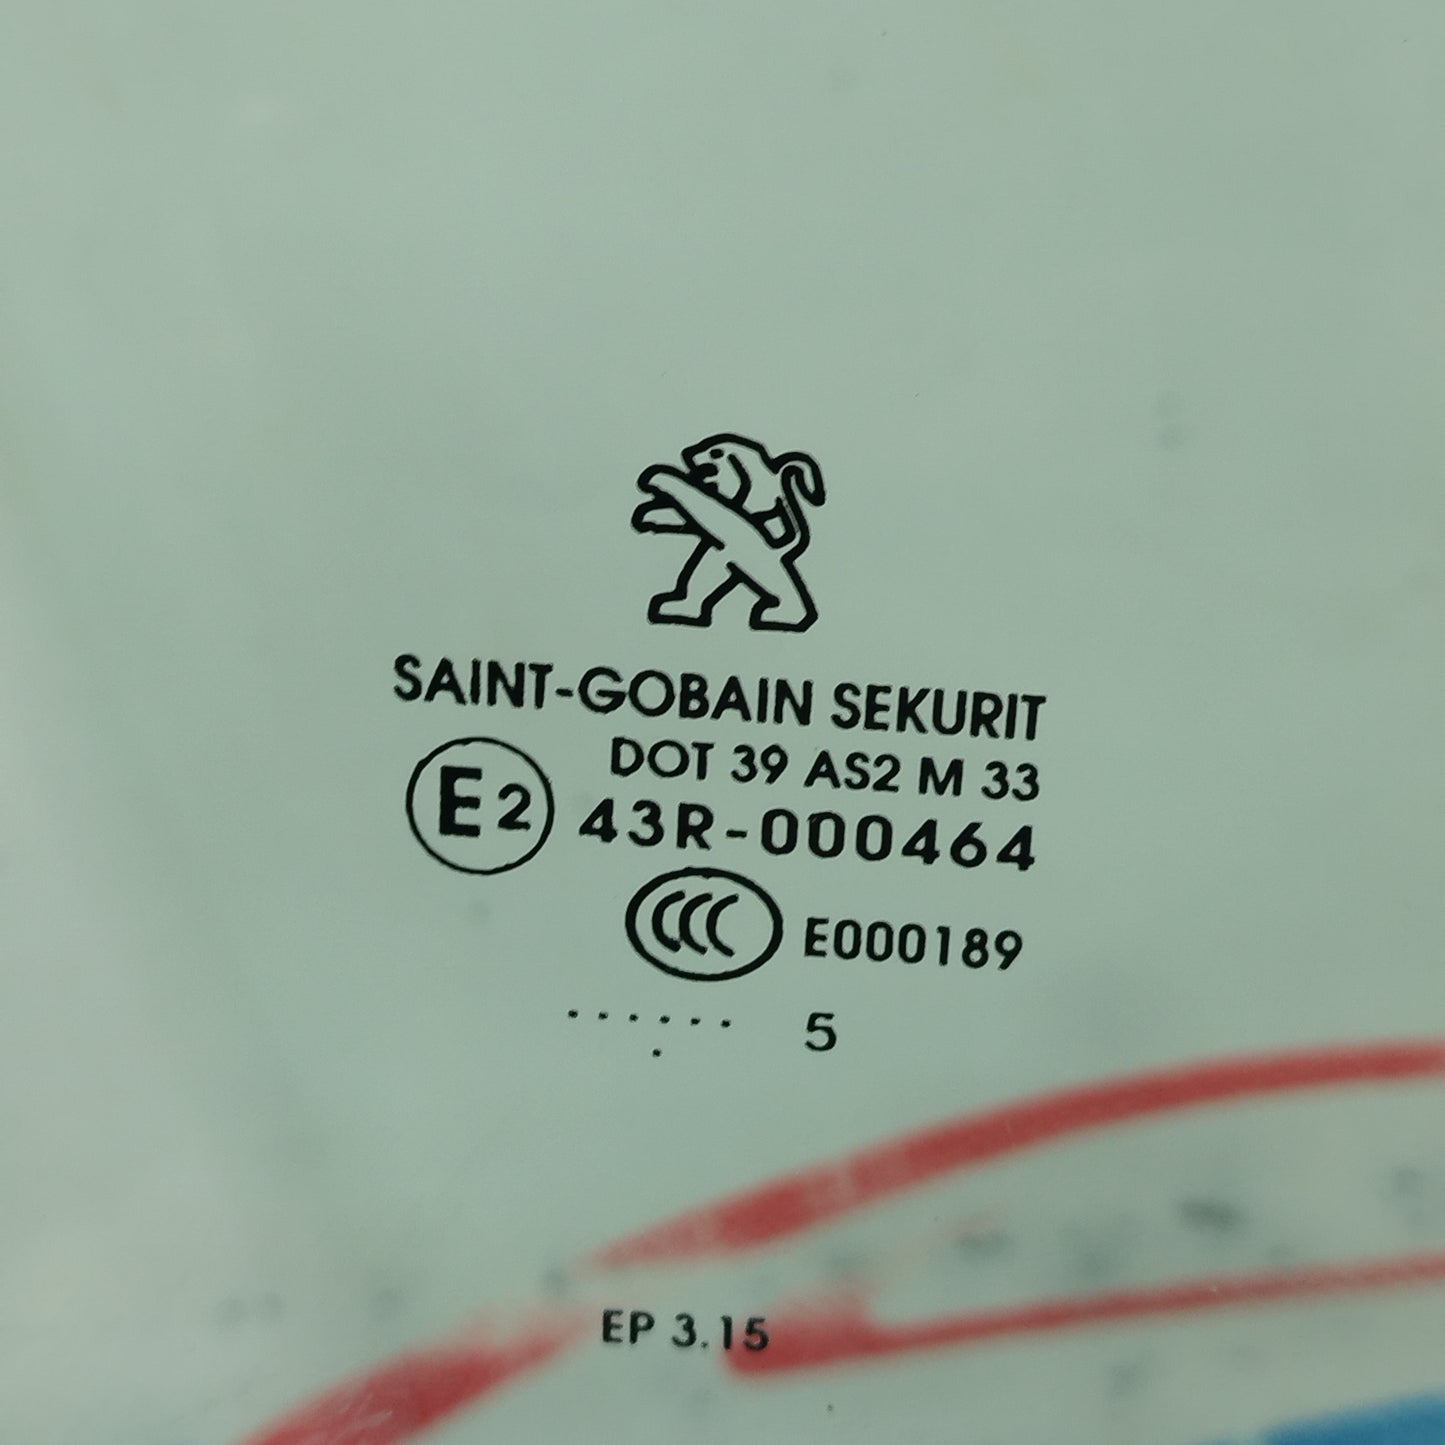 SAINT-GOBAIN SEKURIT
DOT 39 AS2 M 33
E2 43R-000464
CCC E000189
...... 5
.
EP 3.15